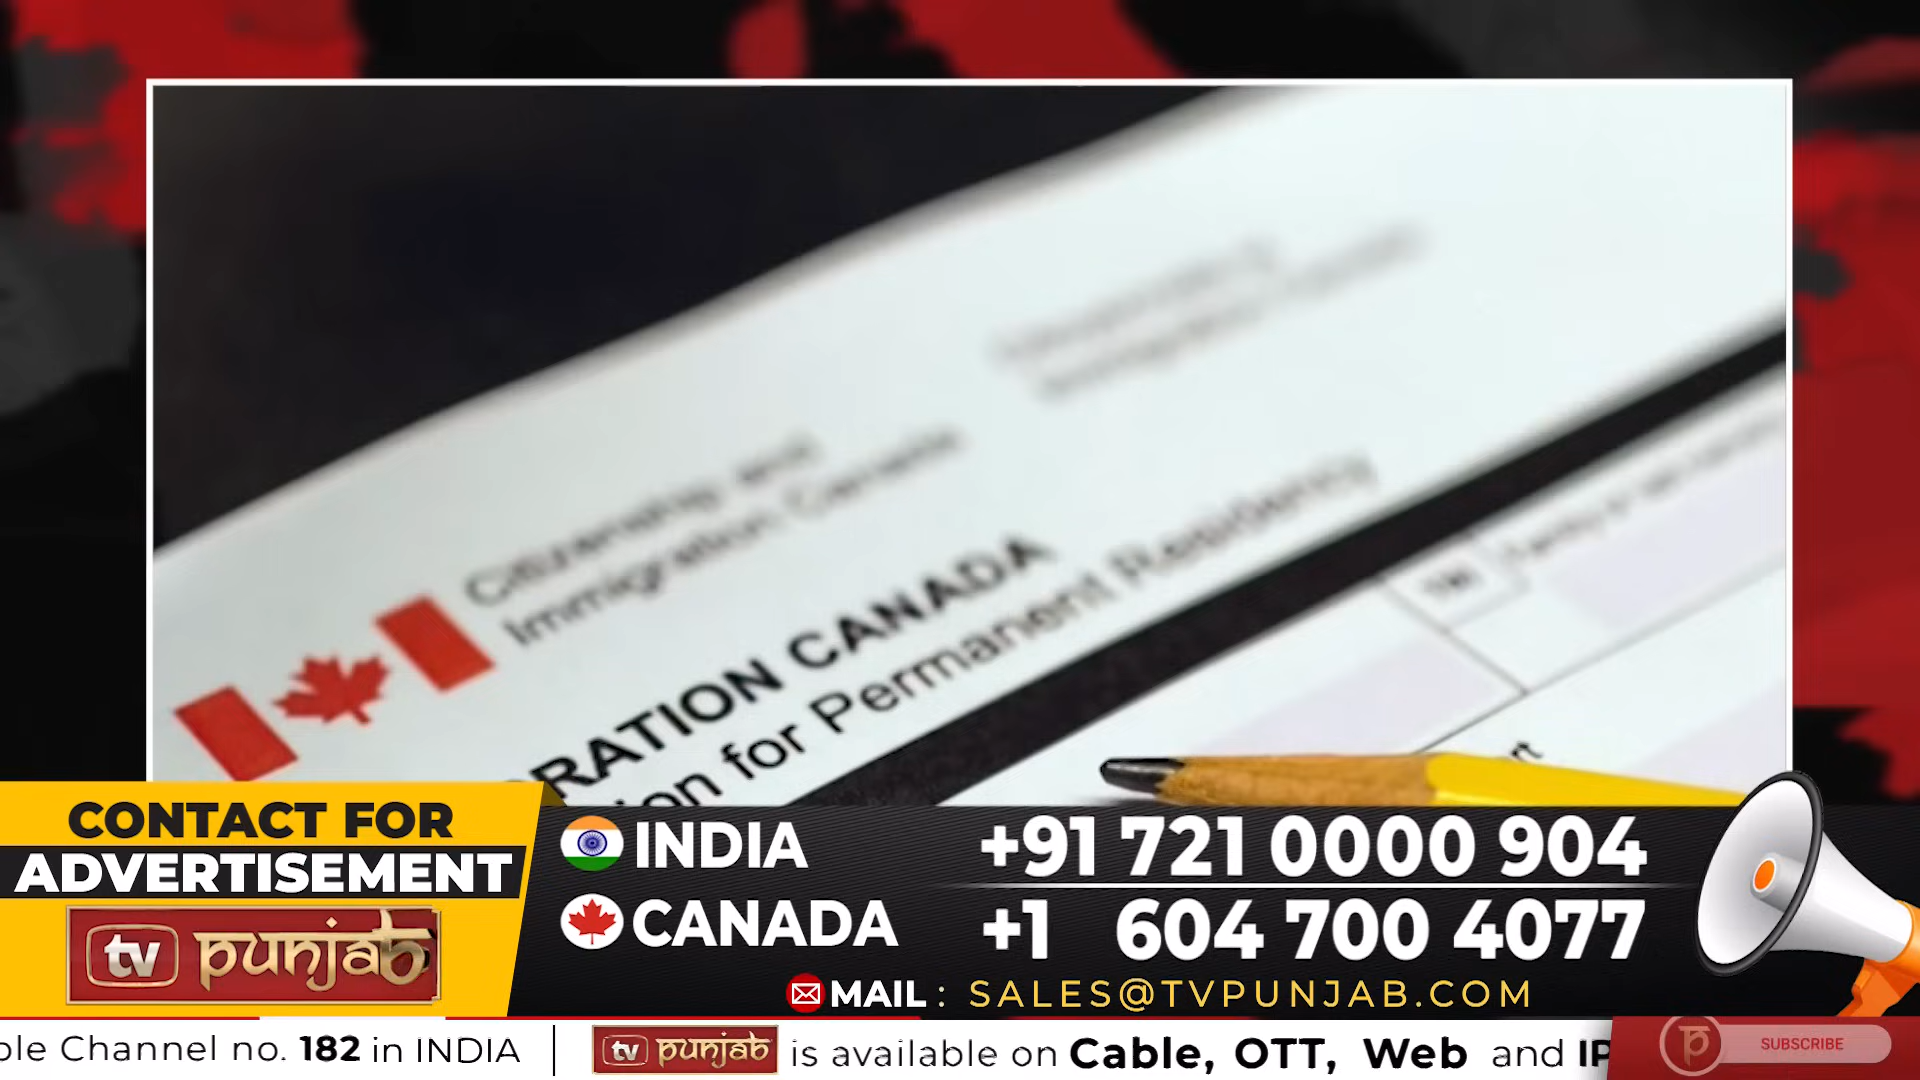 Citizenship and
Immigration Canada
RATION CANADA
for Permanent Residency
CONTACT FOR
ADVERTISEMENT
tv punjab
INDIA +91 721 0000 904
CANADA +1 604 700 4077
MAIL : SALES@TVPUNJAB.COM
ble Channel no. 182 in INDIA
tv punjab is available on Cable, OTT, Web and IP
SUBSCRIBE